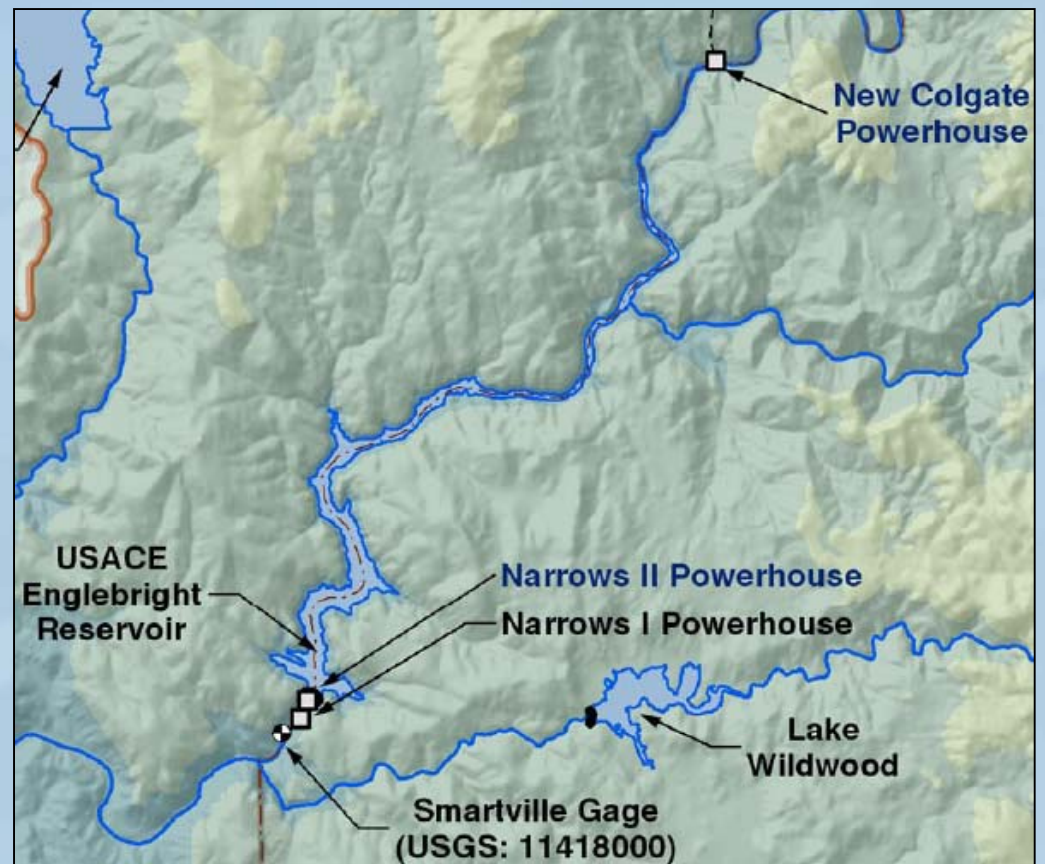 New Colgate
Powerhouse
USACE
Englebright
Reservoir
Narrows II Powerhouse
Narrows I Powerhouse
Lake
Wildwood
Smartville Gage
(USGS: 11418000)